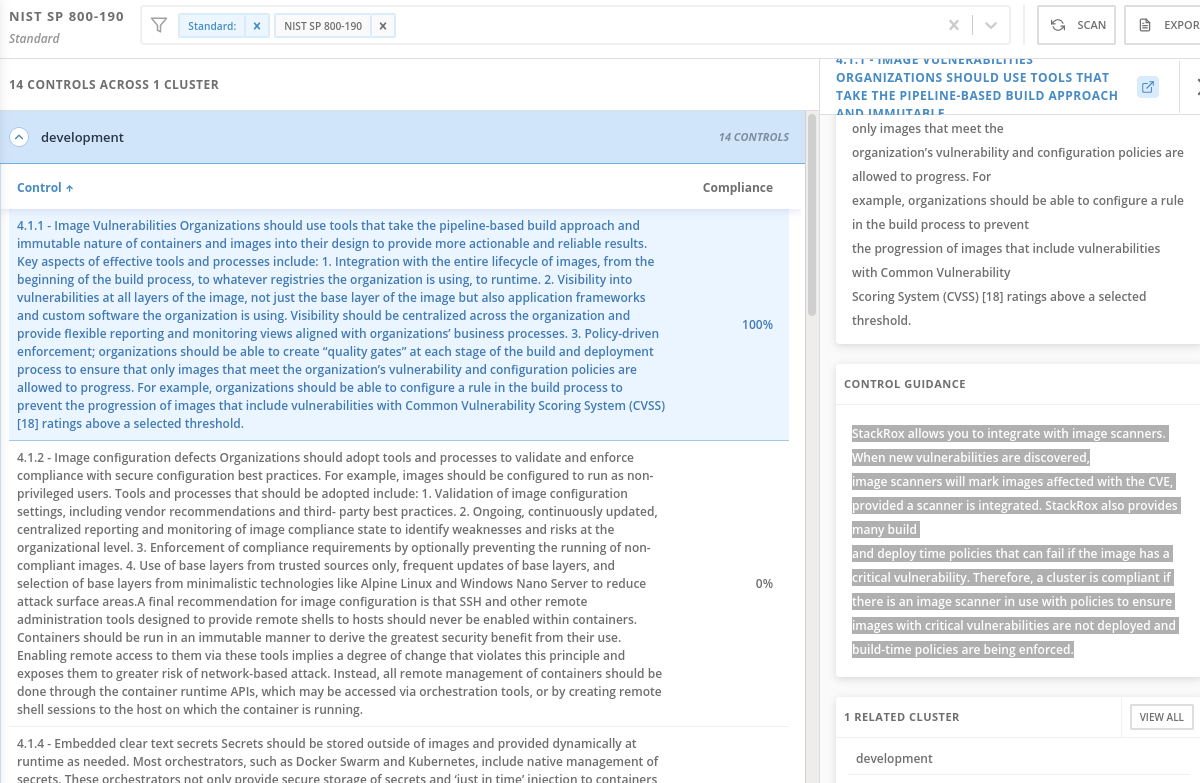 NIST SP 800-190
Standard
Standard: ×
NIST SP 800-190 ×
SCAN
EXPOR
14 CONTROLS ACROSS 1 CLUSTER
development
14 CONTROLS
Control
Compliance
4.1.1 - Image Vulnerabilities Organizations should use tools that take the pipeline-based build approach and
immutable nature of containers and images into their design to provide more actionable and reliable results.
Key aspects of effective tools and processes include: 1. Integration with the entire lifecycle of images, from the
beginning of the build process, to whatever registries the organization is using, to runtime. 2. Visibility into
vulnerabilities at all layers of the image, not just the base layer of the image but also application frameworks
and custom software the organization is using. Visibility should be centralized across the organization and
provide flexible reporting and monitoring views aligned with organizations’ business processes. 3. Policy-driven
enforcement; organizations should be able to create “quality gates” at each stage of the build and deployment
process to ensure that only images that meet the organization’s vulnerability and configuration policies are
allowed to progress. For example, organizations should be able to configure a rule in the build process to
prevent the progression of images that include vulnerabilities with Common Vulnerability Scoring System (CVSS)
[18] ratings above a selected threshold.
100%
4.1.2 - Image configuration defects Organizations should adopt tools and processes to validate and enforce
compliance with secure configuration best practices. For example, images should be configured to run as non-
privileged users. Tools and processes that should be adopted include: 1. Validation of image configuration
settings, including vendor recommendations and third- party best practices. 2. Ongoing, continuously updated,
centralized reporting and monitoring of image compliance state to identify weaknesses and risks at the
organizational level. 3. Enforcement of compliance requirements by optionally preventing the running of non-
compliant images. 4. Use of base layers from trusted sources only, frequent updates of base layers, and
selection of base layers from minimalistic technologies like Alpine Linux and Windows Nano Server to reduce
attack surface areas.A final recommendation for image configuration is that SSH and other remote
administration tools designed to provide remote shells to hosts should never be enabled within containers.
Containers should be run in an immutable manner to derive the greatest security benefit from their use.
Enabling remote access to them via these tools implies a degree of change that violates this principle and
exposes them to greater risk of network-based attack. Instead, all remote management of containers should be
done through the container runtime APIs, which may be accessed via orchestration tools, or by creating remote
shell sessions to the host on which the container is running.
0%
4.1.4 - Embedded clear text secrets Secrets should be stored outside of images and provided dynamically at
runtime as needed. Most orchestrators, such as Docker Swarm and Kubernetes, include native management of
secrets. These orchestrators not only provide secure storage of secrets and ‘just in time’ injection to containers
4.1.1 - IMAGE VULNERABILITIES
ORGANIZATIONS SHOULD USE TOOLS THAT
TAKE THE PIPELINE-BASED BUILD APPROACH
AND IMMUTABLE
only images that meet the
organization’s vulnerability and configuration policies are
allowed to progress. For
example, organizations should be able to configure a rule
in the build process to prevent
the progression of images that include vulnerabilities
with Common Vulnerability
Scoring System (CVSS) [18] ratings above a selected
threshold.
CONTROL GUIDANCE
StackRox allows you to integrate with image scanners.
When new vulnerabilities are discovered,
image scanners will mark images affected with the CVE,
provided a scanner is integrated. StackRox also provides
many build
and deploy time policies that can fail if the image has a
critical vulnerability. Therefore, a cluster is compliant if
there is an image scanner in use with policies to ensure
images with critical vulnerabilities are not deployed and
build-time policies are being enforced.
1 RELATED CLUSTER
VIEW ALL
development